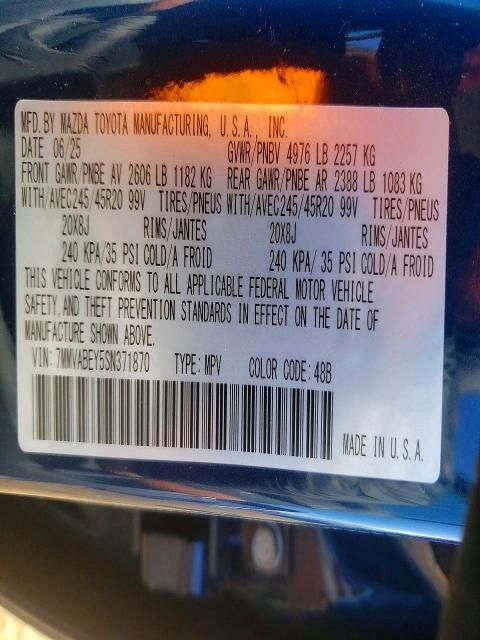 MFD. BY MAZDA TOYOTA MANUFACTURING, U.S.A., INC.
DATE 06/25 GVWR/PNBV 4976 LB 2257 KG
FRONT GAWR/PNBE AV 2606 LB 1182 KG REAR GAWR/PNBE AR 2388 LB 1083 KG
WITH/AVEC245/45R20 99V TIRES/PNEUS WITH/AVEC245/45R20 99V TIRES/PNEUS
20X8J RIMS/JANTES 20X8J RIMS/JANTES
240 KPA/35 PSI COLD/A FROID 240 KPA/ 35 PSI COLD/A FROID
THIS VEHICLE CONFORMS TO ALL APPLICABLE FEDERAL MOTOR VEHICLE
SAFETY,AND THEFT PREVENTION STANDARDS IN EFFECT ON THE DATE OF
MANUFACTURE SHOWN ABOVE.
VIN: 7MMVABEY5SN371870 TYPE: MPV COLOR CODE: 48B
MADE IN U.S.A.